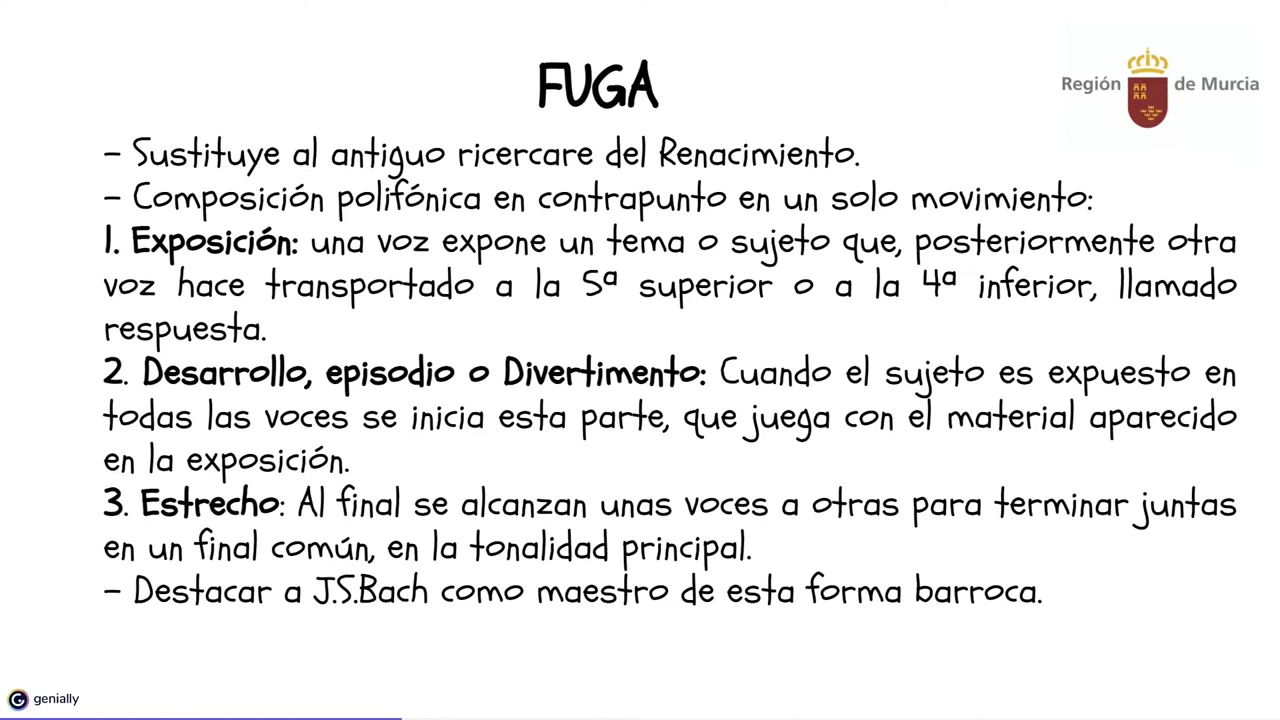 FUGA
Región de Murcia
– Sustituye al antiguo ricercare del Renacimiento.
– Composición polifónica en contrapunto en un solo movimiento:
1. Exposición: una voz expone un tema o sujeto que, posteriormente otra
voz hace transportado a la 5ª superior o a la 4ª inferior, llamado
respuesta.
2. Desarrollo, episodio o Divertimento: Cuando el sujeto es expuesto en
todas las voces se inicia esta parte, que juega con el material aparecido
en la exposición.
3. Estrecho: Al final se alcanzan unas voces a otras para terminar juntas
en un final común, en la tonalidad principal.
– Destacar a J.S.Bach como maestro de esta forma barroca.
genially